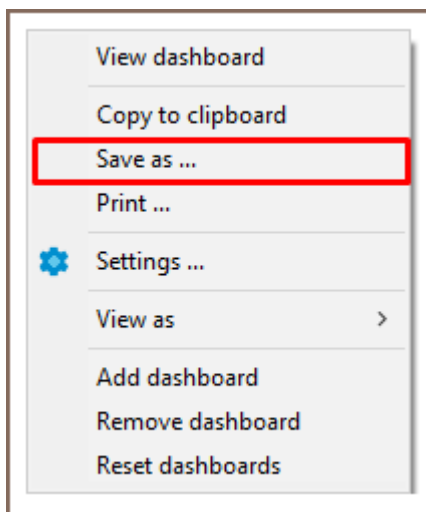 View dashboard
Copy to clipboard
Save as ...
Print ...
Settings ...
View as
Add dashboard
Remove dashboard
Reset dashboards